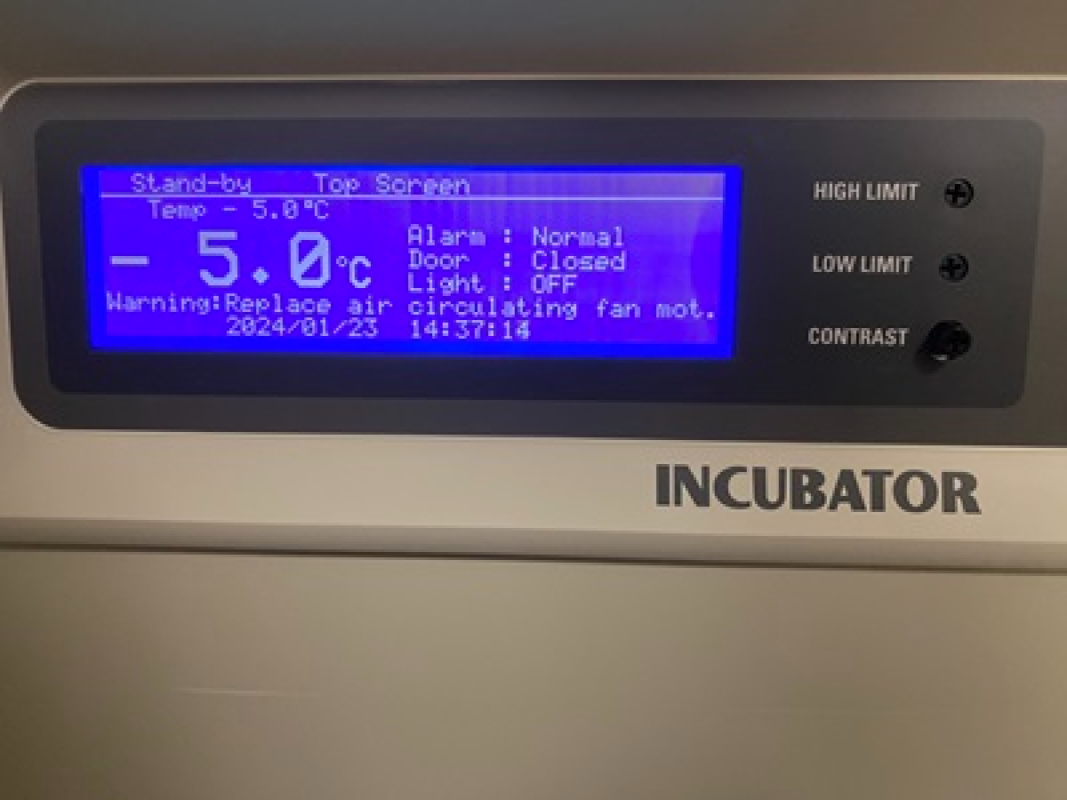 Stand-by Top Screen
Temp - 5.0°C
- 5.0°C
Alarm : Normal
Door : Closed
Light : OFF
Warning:Replace air circulating fan mot.
2024/01/23 14:37:14
HIGH LIMIT
LOW LIMIT
CONTRAST
INCUBATOR